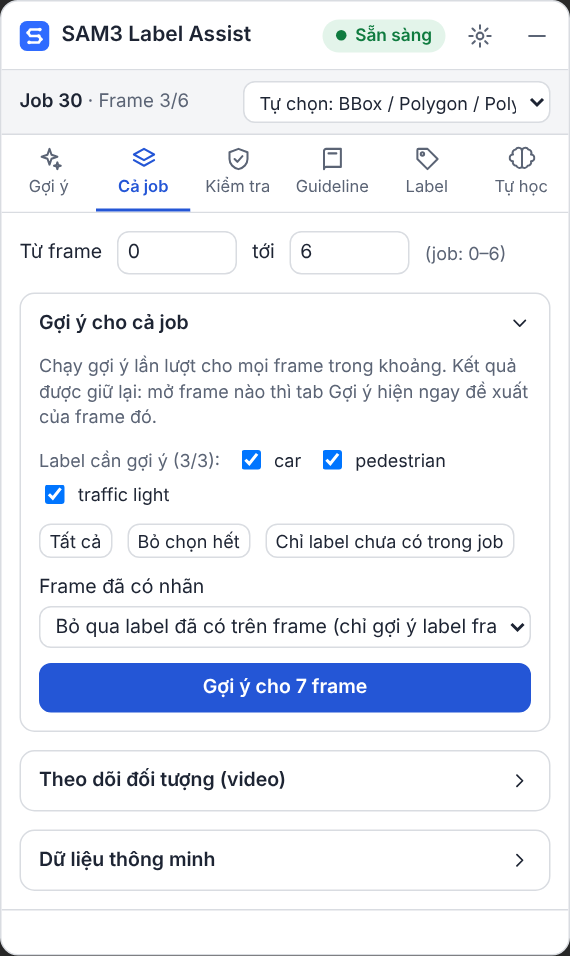 SAM3 Label Assist
Sẵn sàng
Job 30 · Frame 3/6
Tự chọn: BBox / Polygon / Poly
Gợi ý
Cả job
Kiểm tra
Guideline
Label
Tự học
Từ frame 0 tới 6 (job: 0–6)
Gợi ý cho cả job
Chạy gợi ý lần lượt cho mọi frame trong khoảng. Kết quả
được giữ lại: mở frame nào thì tab Gợi ý hiện ngay đề xuất
của frame đó.
Label cần gợi ý (3/3): car pedestrian
traffic light
Tất cả
Bỏ chọn hết
Chỉ label chưa có trong job
Frame đã có nhãn
Bỏ qua label đã có trên frame (chỉ gợi ý label fra
Gợi ý cho 7 frame
Theo dõi đối tượng (video)
Dữ liệu thông minh